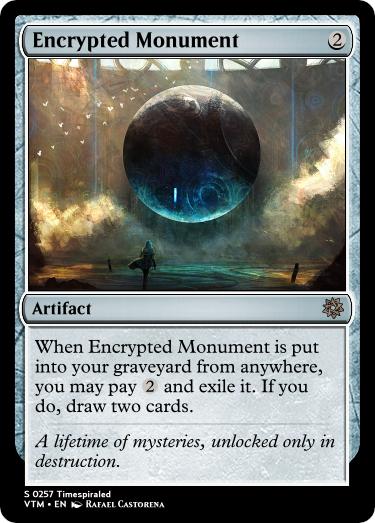 Encrypted Monument 2
Artifact
When Encrypted Monument is put
into your graveyard from anywhere,
you may pay 2 and exile it. If you
do, draw two cards.
A lifetime of mysteries, unlocked only in
destruction.
S 0257 Timespiraled
VTM • EN Rafael Castorena